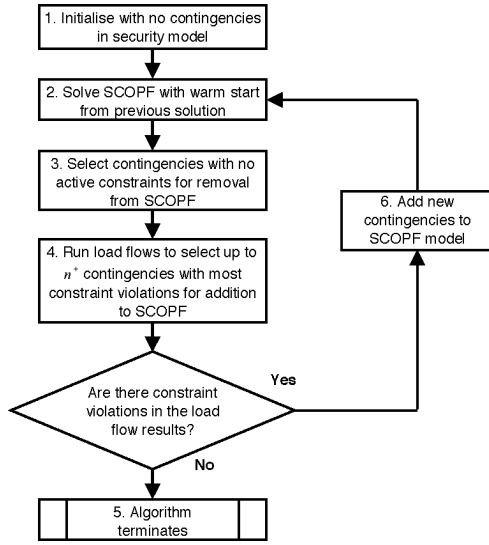 1. Initialise with no contingencies
in security model
2. Solve SCOPF with warm start
from previous solution
3. Select contingencies with no
active constraints for removal
from SCOPF
4. Run load flows to select up to
n⁺ contingencies with most
constraint violations for addition
to SCOPF
6. Add new
contingencies to
SCOPF model
Are there constraint
violations in the load
flow results?
Yes
No
5. Algorithm
terminates